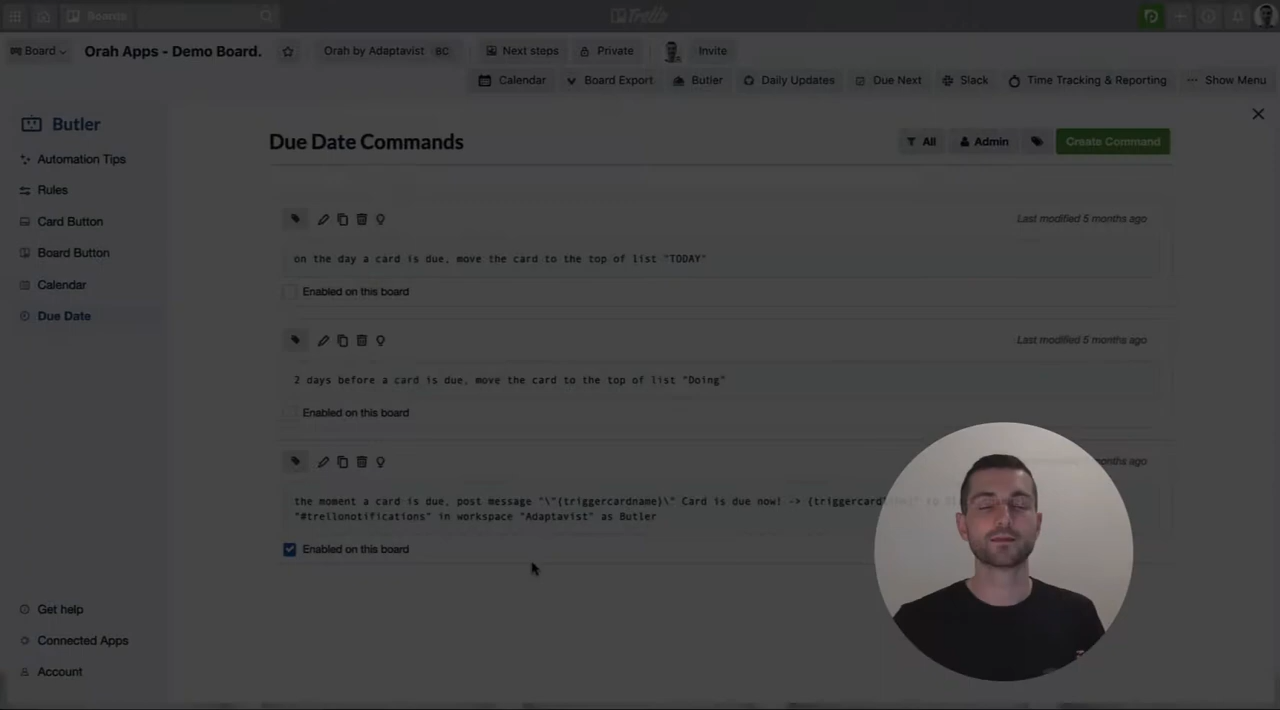 Boards
Trello
Board
Orah Apps - Demo Board.
Orah by Adaptavist BC
Next steps
Private
Invite
Calendar
Board Export
Butler
Daily Updates
Due Next
Slack
Time Tracking & Reporting
··· Show Menu
Butler
Automation Tips
Rules
Card Button
Board Button
Calendar
Due Date
Get help
Connected Apps
Account
Due Date Commands
All
Admin
Create Command
Last modified 5 months ago
on the day a card is due, move the card to the top of list "TODAY"
Enabled on this board
Last modified 5 months ago
2 days before a card is due, move the card to the top of list "Doing"
Enabled on this board
months ago
the moment a card is due, post message "\"{triggercardname}\" Card is due now! -> {triggercard
"#trellonotifications" in workspace "Adaptavist" as Butler
Enabled on this board